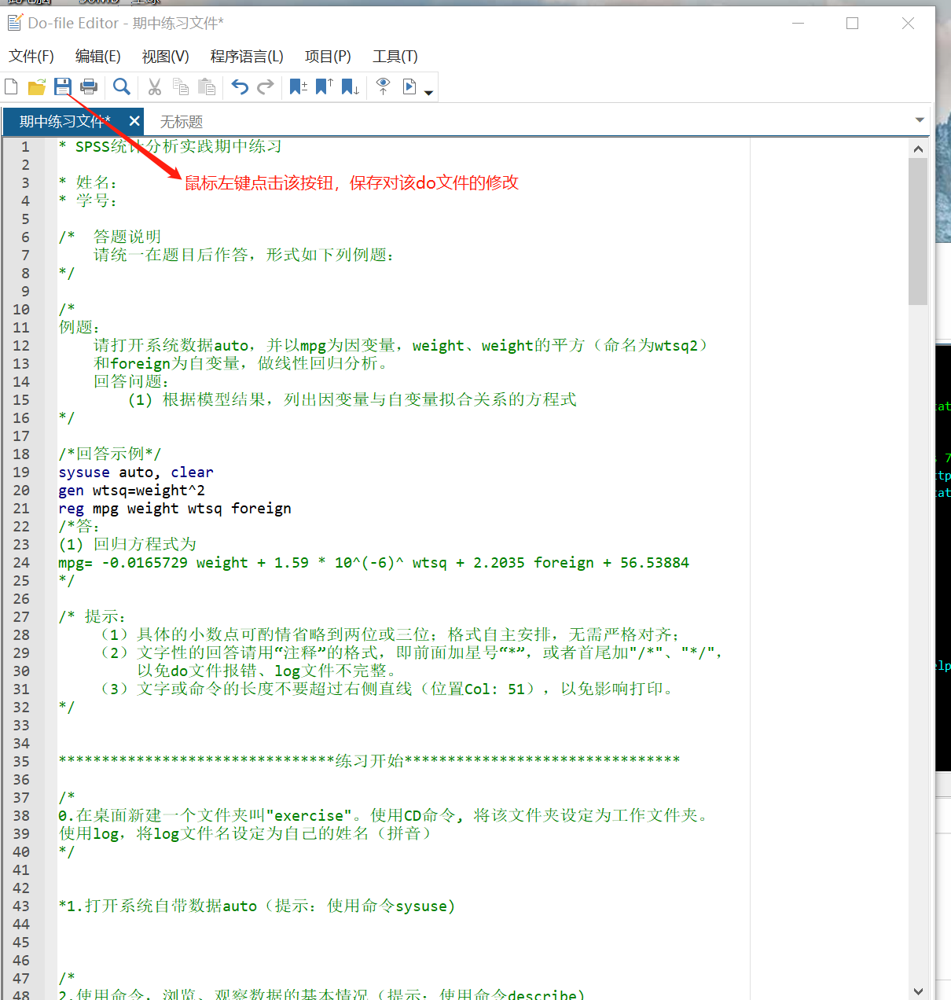 Do-file Editor - 期中练习文件*
文件(F) 编辑(E) 视图(V) 程序语言(L) 项目(P) 工具(T)
期中练习文件* 无标题
1 * SPSS统计分析实践期中练习
2
3 * 姓名:
鼠标左键点击该按钮，保存对该do文件的修改
4 * 学号:
5
6 /* 答题说明
7 请统一在题目后作答，形式如下列例题:
8 */
9
10 /*
11 例题:
12 请打开系统数据auto，并以mpg为因变量，weight、weight的平方（命名为wtsq2）
13 和foreign为自变量，做线性回归分析。
14 回答问题:
15 (1) 根据模型结果，列出因变量与自变量拟合关系的方程式
16 */
17
18 /*回答示例*/
19 sysuse auto, clear
20 gen wtsq=weight^2
21 reg mpg weight wtsq foreign
22 /*答:
23 (1) 回归方程式为
24 mpg= -0.0165729 weight + 1.59 * 10^(-6)^ wtsq + 2.2035 foreign + 56.53884
25 */
26
27 /* 提示:
28 （1）具体的小数点可酌情省略到两位或三位；格式自主安排，无需严格对齐；
29 （2）文字性的回答请用“注释”的格式，即前面加星号“*”，或者首尾加"/*"、"*/"，
30 以免do文件报错、log文件不完整。
31 （3）文字或命令的长度不要超过右侧直线（位置Col: 51），以免影响打印。
32 */
33
34
35 ********************************练习开始********************************
36
37 /*
38 0.在桌面新建一个文件夹叫"exercise"。使用CD命令, 将该文件夹设定为工作文件夹。
39 使用log，将log文件名设定为自己的姓名（拼音）
40 */
41
42
43 *1.打开系统自带数据auto（提示：使用命令sysuse)
44
45
46
47 /*
48 2.使用命令，浏览、观察数据的基本情况（提示：使用命令describe)